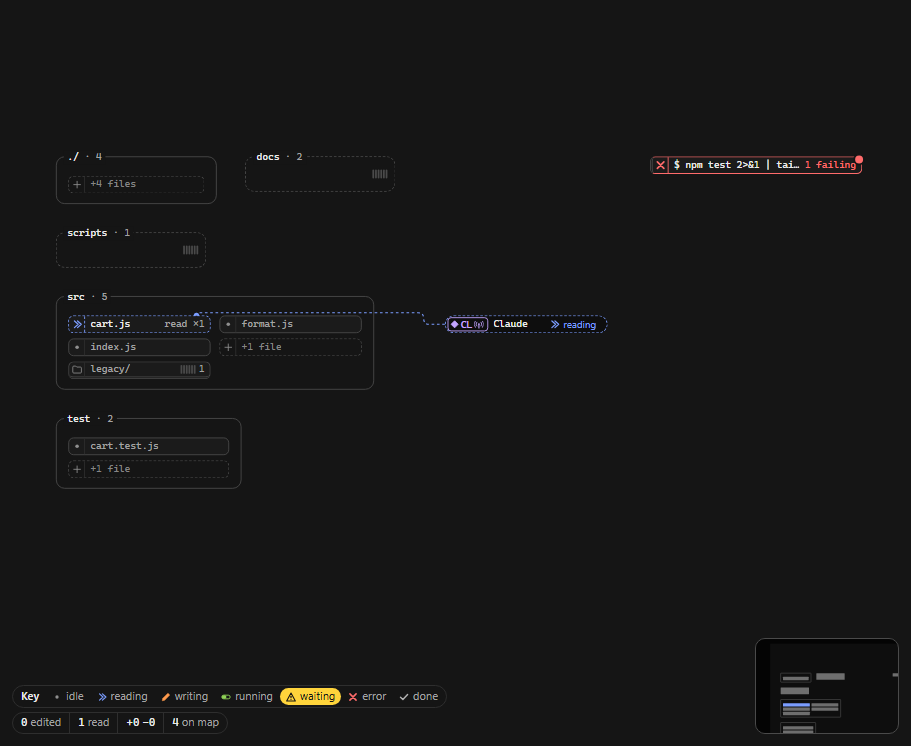 ./ · 4
+4 files
docs · 2
$ npm test 2>&1 | tai… 1 failing
scripts · 1
src · 5
cart.js read ×1
format.js
CL Claude reading
index.js
+1 file
legacy/ 1
test · 2
cart.test.js
+1 file
Key idle reading writing running waiting error done
0 edited 1 read +0 −0 4 on map